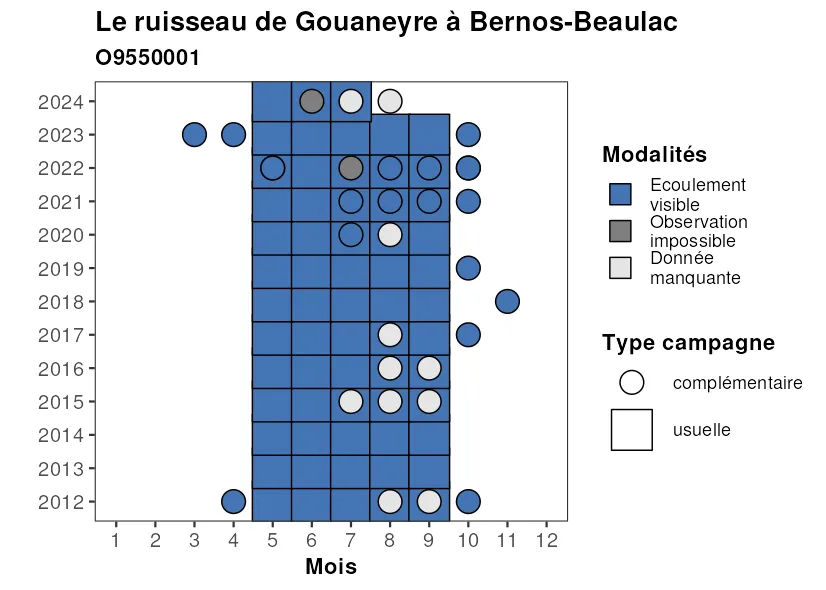 Le ruisseau de Gouaneyre à Bernos-Beaulac
O9550001
2024
2023
2022
2021
2020
2019
2018
2017
2016
2015
2014
2013
2012
1 2 3 4 5 6 7 8 9 10 11 12
Mois
Modalités
Ecoulement
visible
Observation
impossible
Donnée
manquante
Type campagne
complémentaire
usuelle